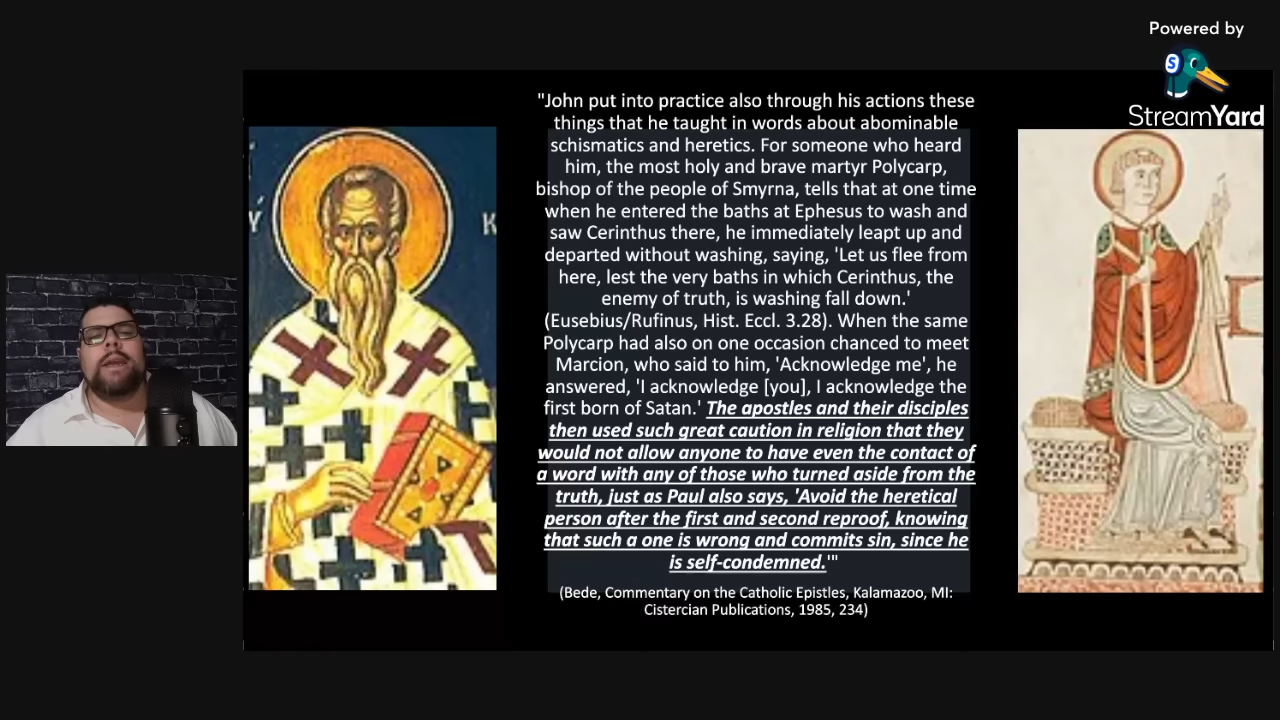 Powered by
StreamYard
"John put into practice also through his actions these
things that he taught in words about abominable
schismatics and heretics. For someone who heard
him, the most holy and brave martyr Polycarp,
bishop of the people of Smyrna, tells that at one time
when he entered the baths at Ephesus to wash and
saw Cerinthus there, he immediately leapt up and
departed without washing, saying, 'Let us flee from
here, lest the very baths in which Cerinthus, the
enemy of truth, is washing fall down.'
(Eusebius/Rufinus, Hist. Eccl. 3.28). When the same
Polycarp had also on one occasion chanced to meet
Marcion, who said to him, 'Acknowledge me', he
answered, 'I acknowledge [you], I acknowledge the
first born of Satan.' The apostles and their disciples
then used such great caution in religion that they
would not allow anyone to have even the contact of
a word with any of those who turned aside from the
truth, just as Paul also says, 'Avoid the heretical
person after the first and second reproof, knowing
that such a one is wrong and commits sin, since he
is self-condemned.'"
(Bede, Commentary on the Catholic Epistles, Kalamazoo, MI:
Cistercian Publications, 1985, 234)